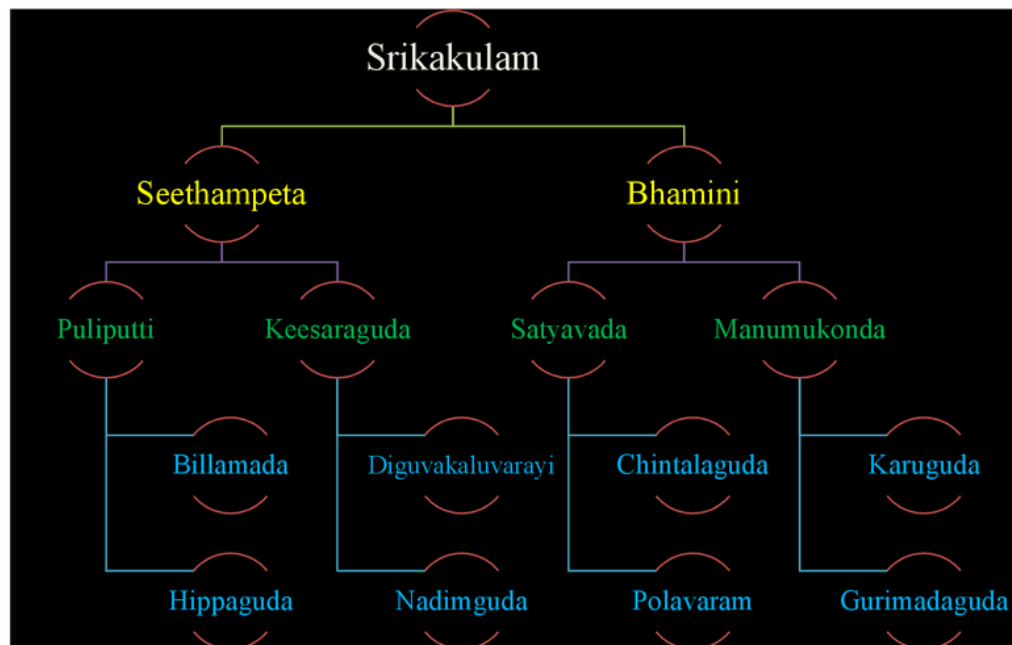 Srikakulam
Seethampeta
Bhamini
Puliputti
Keesaraguda
Satyavada
Manumukonda
Billamada
Diguvakaluvarayi
Chintalaguda
Karuguda
Hippaguda
Nadimguda
Polavaram
Gurimadaguda